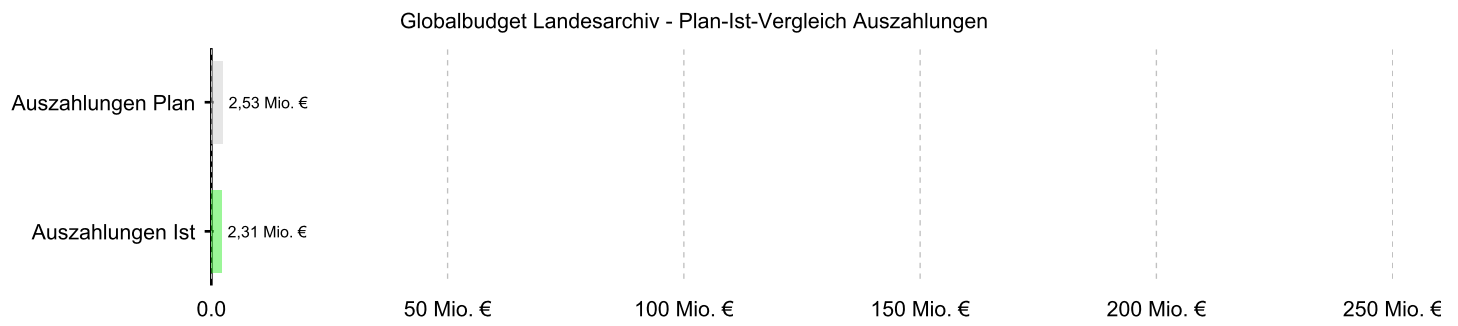 Globalbudget Landesarchiv - Plan-Ist-Vergleich Auszahlungen
Auszahlungen Plan
2,53 Mio. €
Auszahlungen Ist
2,31 Mio. €
0.0
50 Mio. €
100 Mio. €
150 Mio. €
200 Mio. €
250 Mio. €